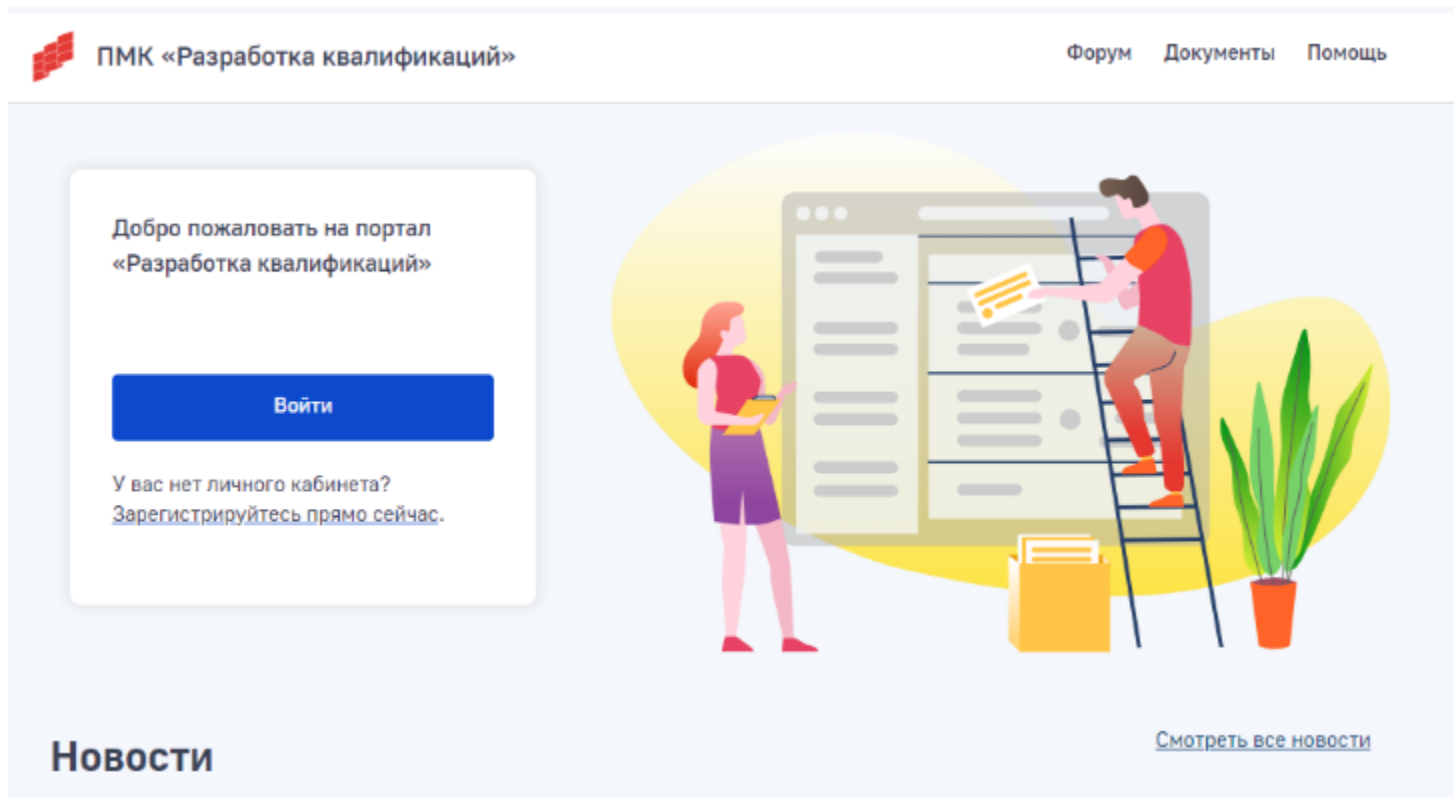 ПМК «Разработка квалификаций»
Форум Документы Помощь
Добро пожаловать на портал
«Разработка квалификаций»
Войти
У вас нет личного кабинета?
Зарегистрируйтесь прямо сейчас.
Новости
Смотреть все новости